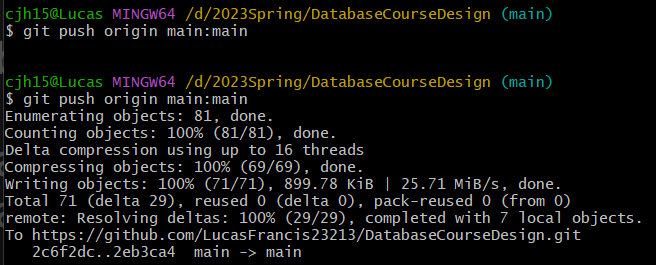 cjh15@Lucas MINGW64 /d/2023Spring/DatabaseCourseDesign (main)
$ git push origin main:main
cjh15@Lucas MINGW64 /d/2023Spring/DatabaseCourseDesign (main)
$ git push origin main:main
Enumerating objects: 81, done.
Counting objects: 100% (81/81), done.
Delta compression using up to 16 threads
Compressing objects: 100% (69/69), done.
Writing objects: 100% (71/71), 899.78 KiB | 25.71 MiB/s, done.
Total 71 (delta 29), reused 0 (delta 0), pack-reused 0 (from 0)
remote: Resolving deltas: 100% (29/29), completed with 7 local objects.
To https://github.com/LucasFrancis23213/DatabaseCourseDesign.git
   2c6f2dc..2eb3ca4  main -> main